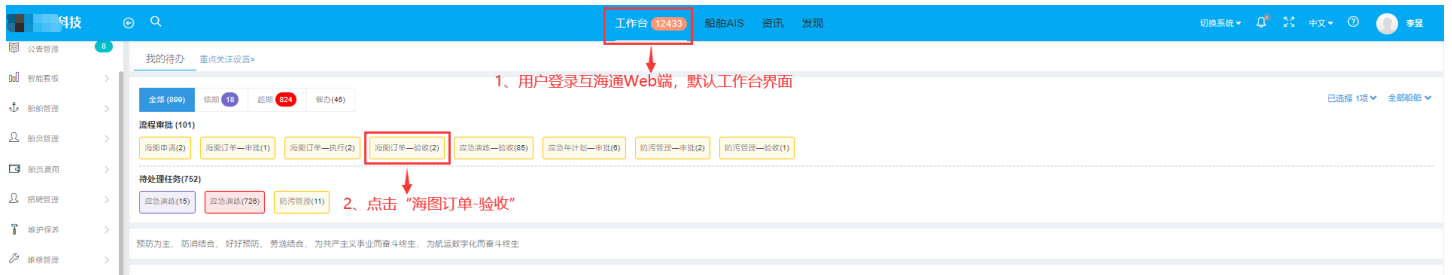 科技
工作台 12433 船舶AIS 资讯 发现
切换系统 中文 李昱
公告管理 8
智能看板
船舶管理
船员管理
船员费用
招聘管理
维护保养
维修管理
我的待办 重点关注设置>
1、用户登录互海通Web端，默认工作台界面
全部 (899) 临期 18 超期 824 催办(46)
已选择 1项 全部船舶
流程审批 (101)
海图申请(2) 海图订单—审批(1) 海图订单—执行(2) 海图订单—验收(2) 应急演练—验收(85) 应急年计划—审批(6) 防污管理—审批(2) 防污管理—验收(1)
待处理任务(752)
应急演练(15) 应急演练(726) 防污管理(11)
2、点击“海图订单-验收”
预防为主， 防消结合， 好好预防， 劳逸结合， 为共产主义事业而奋斗终生， 为航运数字化而奋斗终生